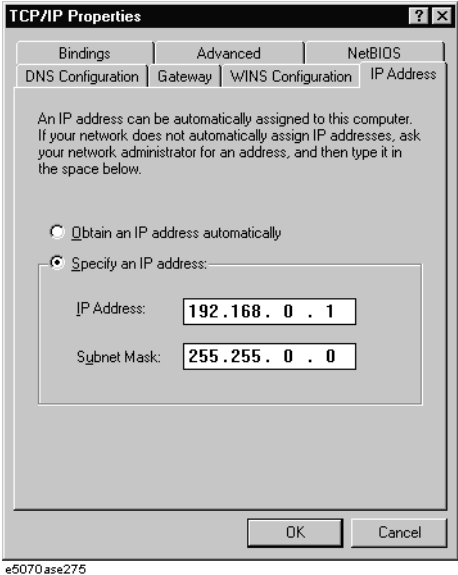 TCP/IP Properties
Bindings Advanced NetBIOS
DNS Configuration Gateway WINS Configuration IP Address
An IP address can be automatically assigned to this computer.
If your network does not automatically assign IP addresses, ask
your network administrator for an address, and then type it in
the space below.
Obtain an IP address automatically
Specify an IP address:
IP Address: 192.168. 0 . 1
Subnet Mask: 255.255. 0 . 0
OK Cancel
e5070ase275